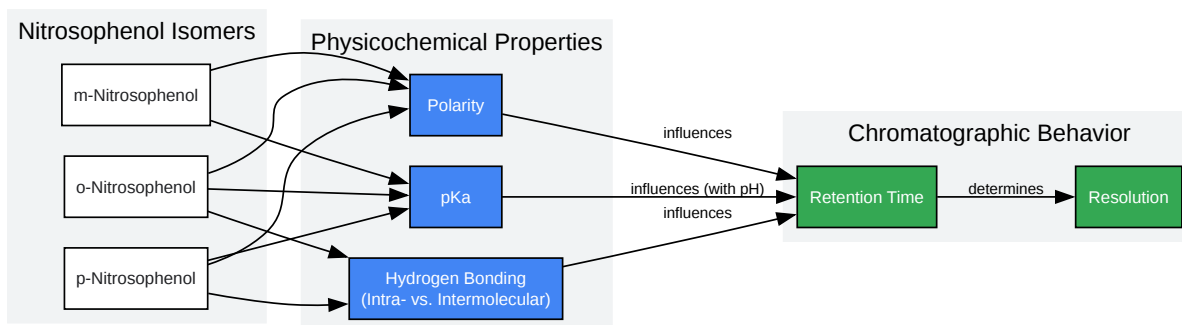 Nitrosophenol Isomers
m-Nitrosophenol
o-Nitrosophenol
p-Nitrosophenol
Physicochemical Properties
Polarity
pKa
Hydrogen Bonding
(Intra- vs. Intermolecular)
influences
influences (with pH)
influences
Chromatographic Behavior
Retention Time
determines
Resolution